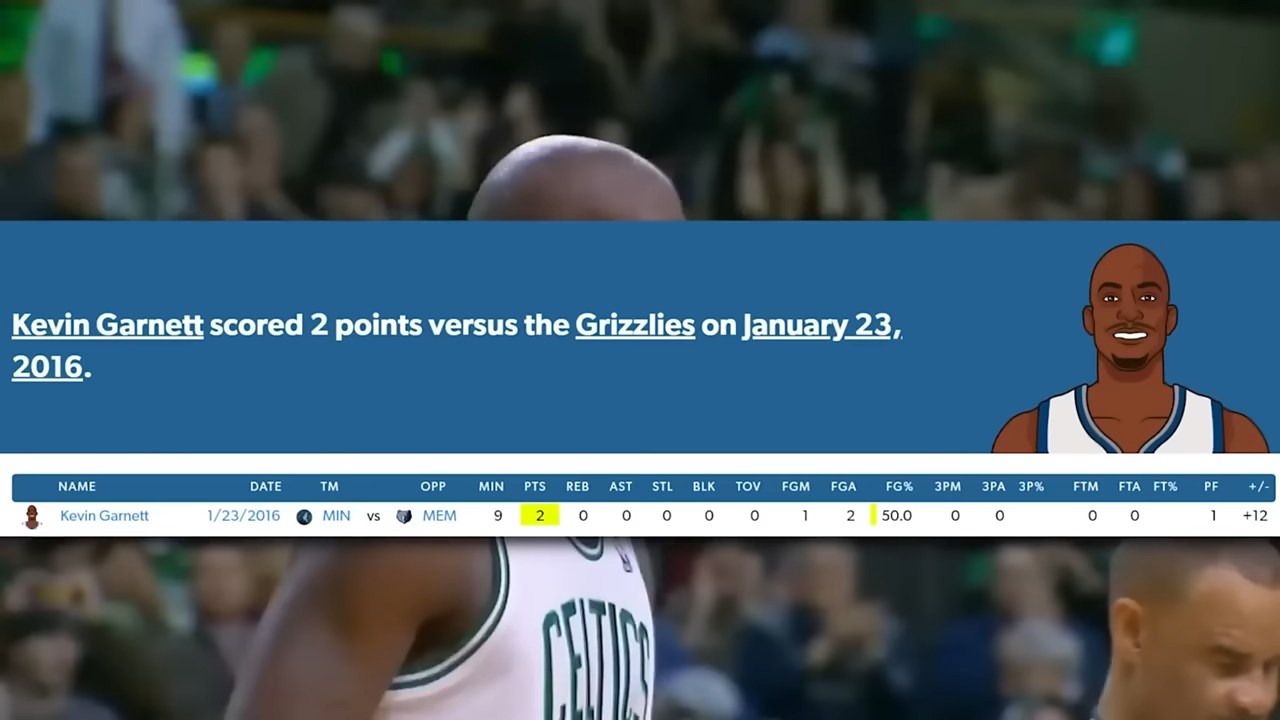 Kevin Garnett scored 2 points versus the Grizzlies on January 23,
2016.
NAME DATE TM OPP MIN PTS REB AST STL BLK TOV FGM FGA FG% 3PM 3PA 3P% FTM FTA FT% PF +/-
Kevin Garnett 1/23/2016 MIN vs MEM 9 2 0 0 0 0 0 1 2 50.0 0 0 0 0 1 +12
CELTICS